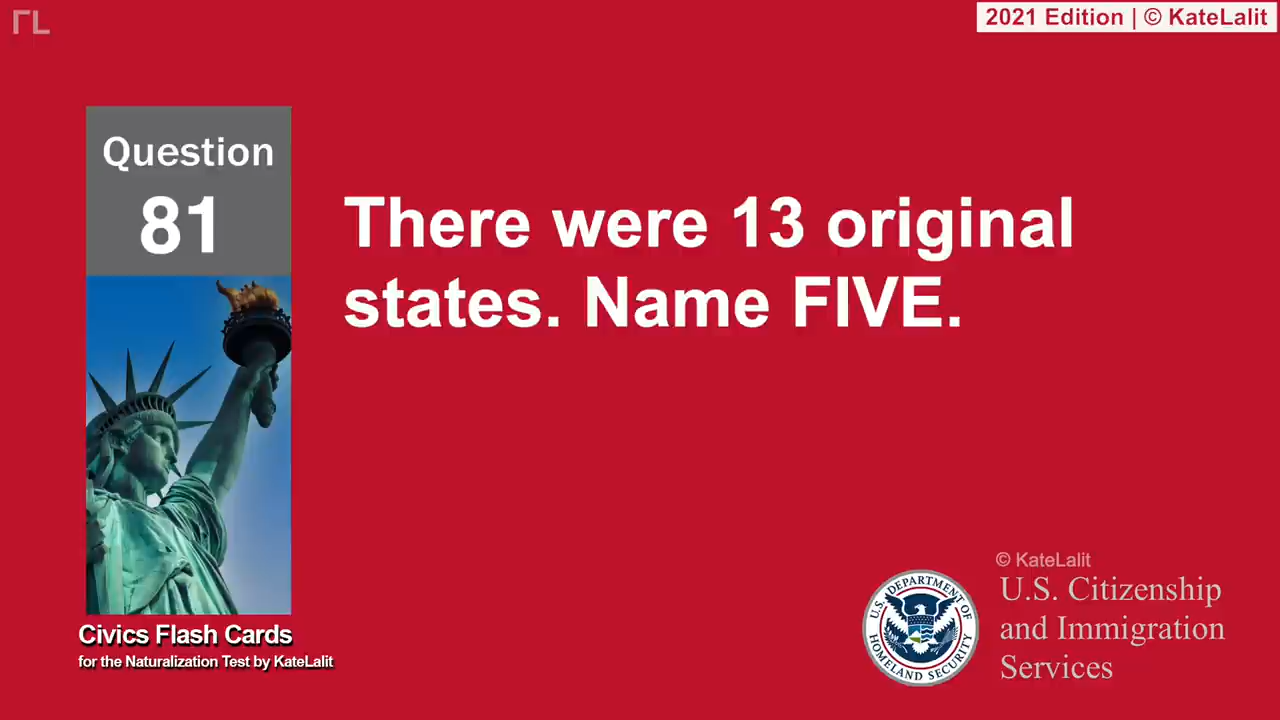 2021 Edition | © KateLalit
Question
81
There were 13 original
states. Name FIVE.
Civics Flash Cards
for the Naturalization Test by KateLalit
U.S. DEPARTMENT OF
HOMELAND SECURITY
© KateLalit
U.S. Citizenship
and Immigration
Services